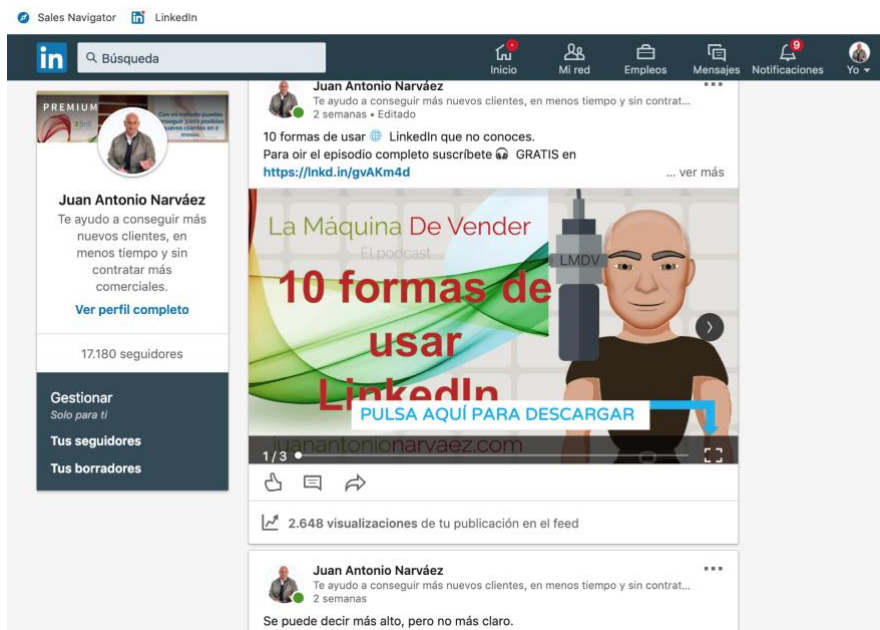 Sales Navigator
LinkedIn
in
Búsqueda
Inicio
Mi red
Empleos
Mensajes
9
Notificaciones
Yo
PREMIUM
Juan Antonio Narváez
Te ayudo a conseguir más
nuevos clientes, en
menos tiempo y sin
contratar más
comerciales.
Ver perfil completo
17.180 seguidores
Gestionar
Solo para ti
Tus seguidores
Tus borradores
Juan Antonio Narváez
Te ayudo a conseguir más nuevos clientes, en menos tiempo y sin contrat...
2 semanas • Editado
10 formas de usar LinkedIn que no conoces.
Para oir el episodio completo suscríbete GRATIS en
https://lnkd.in/gvAKm4d
... ver más
La Máquina De Vender
El podcast
LMDV
10 formas de
usar
LinkedIn
PULSA AQUÍ PARA DESCARGAR
juanantonionarvaez.com
1/3
2.648 visualizaciones de tu publicación en el feed
Juan Antonio Narváez
Te ayudo a conseguir más nuevos clientes, en menos tiempo y sin contrat...
2 semanas
Se puede decir más alto, pero no más claro.